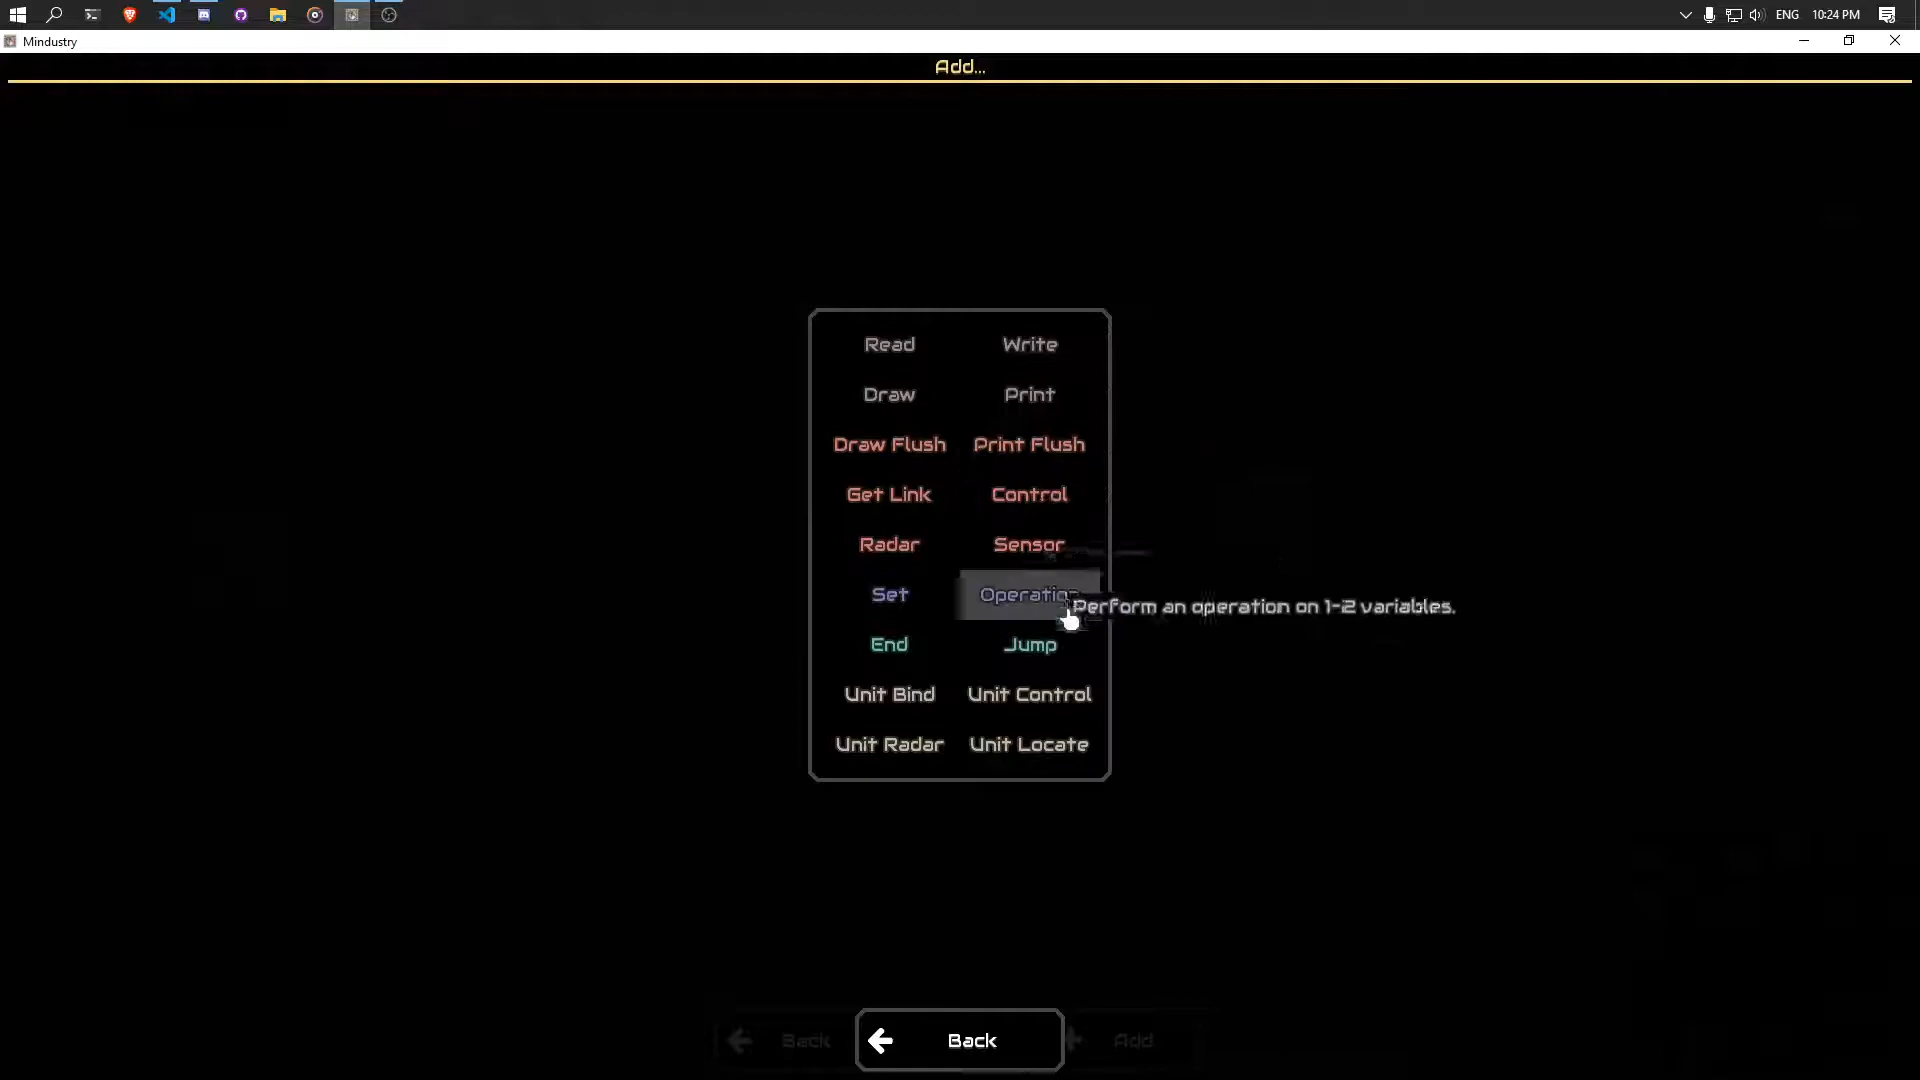 ENG 10:24 PM
Mindustry
Add...
Read Write
Draw Print
Draw Flush Print Flush
Get Link Control
Radar Sensor
Set Operation
Perform an operation on 1-2 variables.
End Jump
Unit Bind Unit Control
Unit Radar Unit Locate
Back Back Add